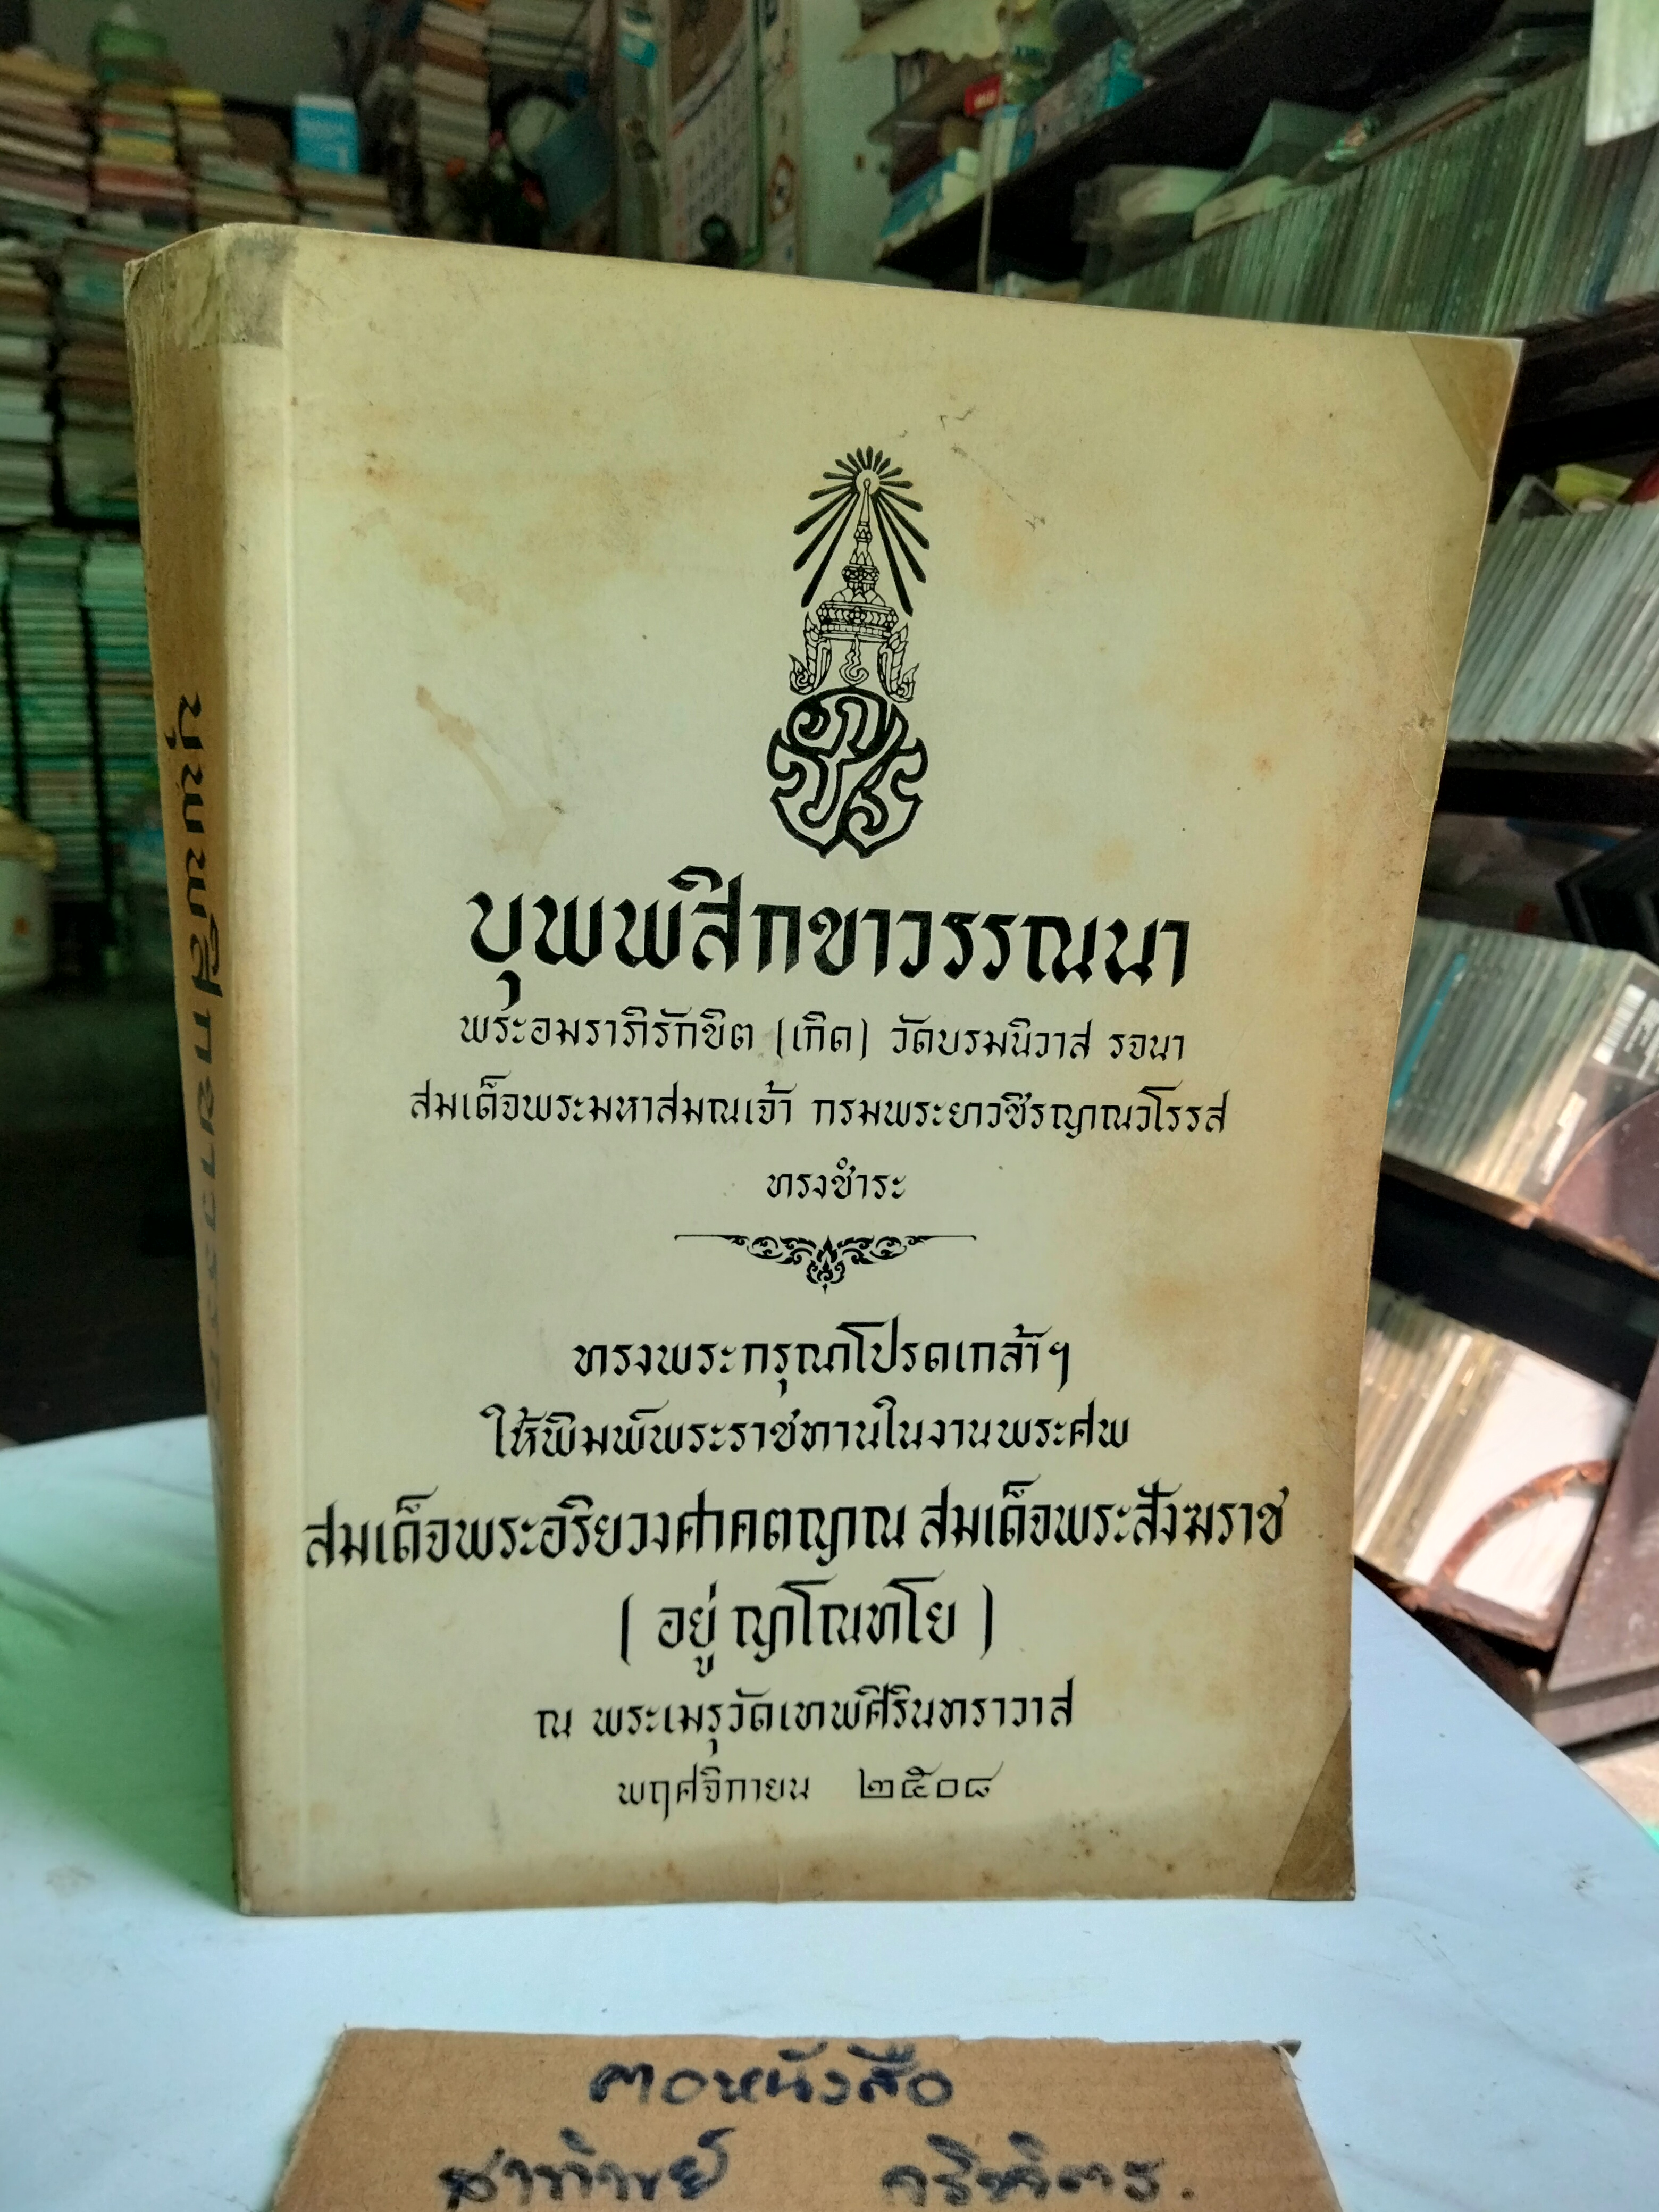 บุพพสิกขาวรรณนา
พระอมราภิรักขิต (เกิด) วัดบรมนิวาส รจนา
สมเด็จพระมหาสมณเจ้า กรมพระยาวชิรญาณวโรรส
ทรงชำระ
ทรงพระกรุณาโปรดเกล้าฯ
ให้พิมพ์พระราชทานในงานพระศพ
สมเด็จพระอริยวงศาคตญาณ สมเด็จพระสังฆราช
( อยู่ ญาโณทโย )
ณ พระเมรุวัดเทพศิรินทราวาส
พฤศจิกายน ๒๕๐๘
บุพพสิกขาวรรณ
หนังสือ